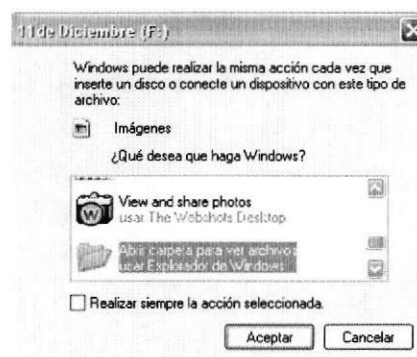 11 de Diciembre (F:)
Windows puede realizar la misma acción cada vez que
inserte un disco o conecte un dispositivo con este tipo de
archivo:
Imágenes
¿Qué desea que haga Windows?
View and share photos
usar The Webshots Desktop
Abrir carpeta para ver archivos
usar Explorador de Windows
Realizar siempre la acción seleccionada.
Aceptar
Cancelar